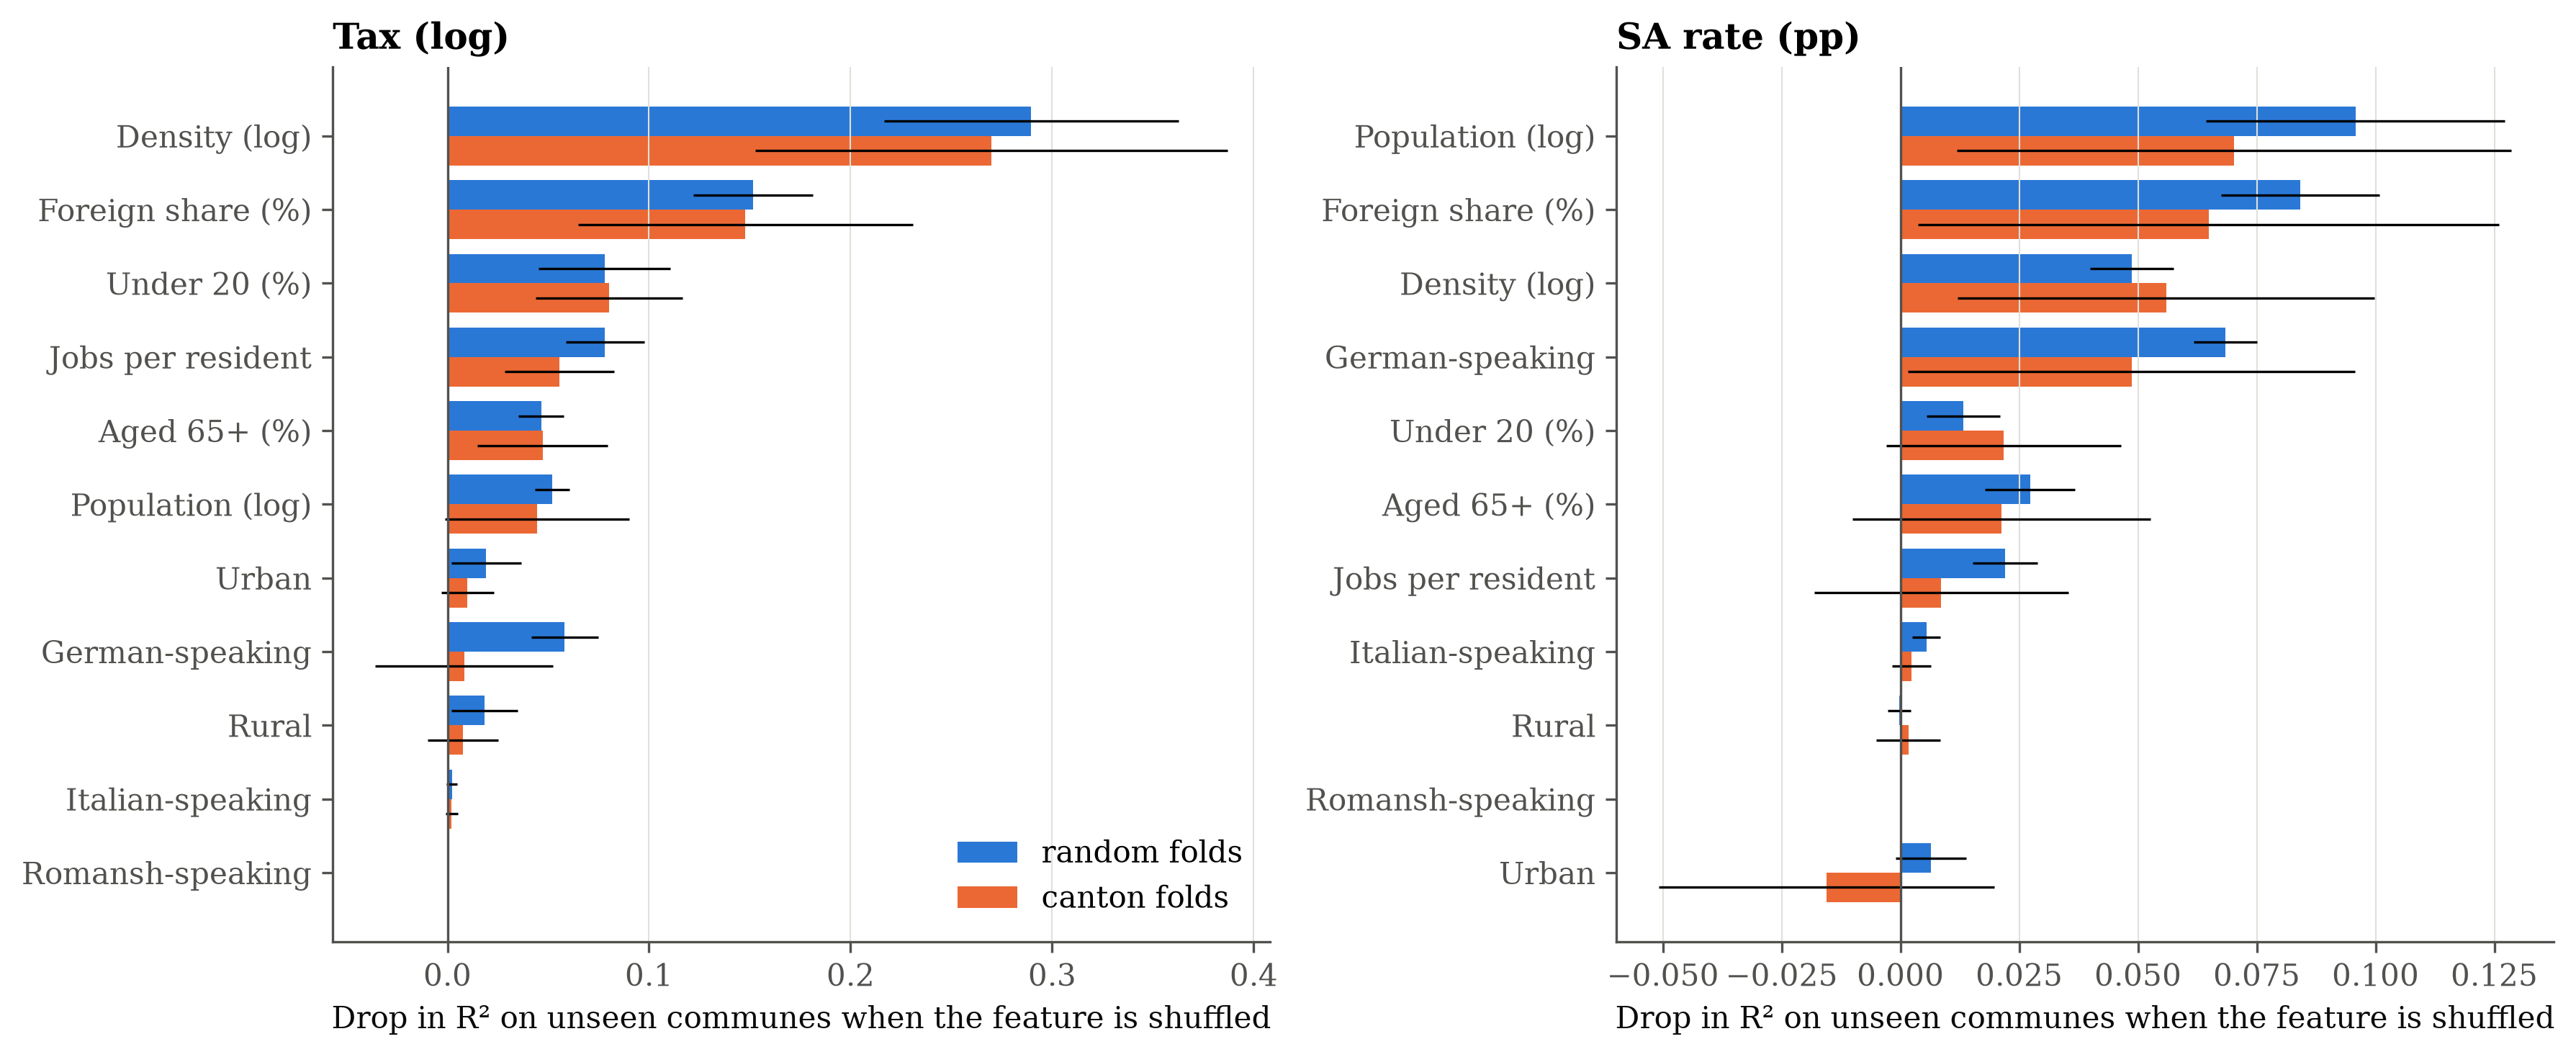 Tax (log)
Density (log)
Foreign share (%)
Under 20 (%)
Jobs per resident
Aged 65+ (%)
Population (log)
Urban
German-speaking
Rural
Italian-speaking
Romansh-speaking
random folds
canton folds
0.0 0.1 0.2 0.3 0.4
Drop in R² on unseen communes when the feature is shuffled
SA rate (pp)
Population (log)
Foreign share (%)
Density (log)
German-speaking
Under 20 (%)
Aged 65+ (%)
Jobs per resident
Italian-speaking
Rural
Romansh-speaking
Urban
−0.050 −0.025 0.000 0.025 0.050 0.075 0.100 0.125
Drop in R² on unseen communes when the feature is shuffled